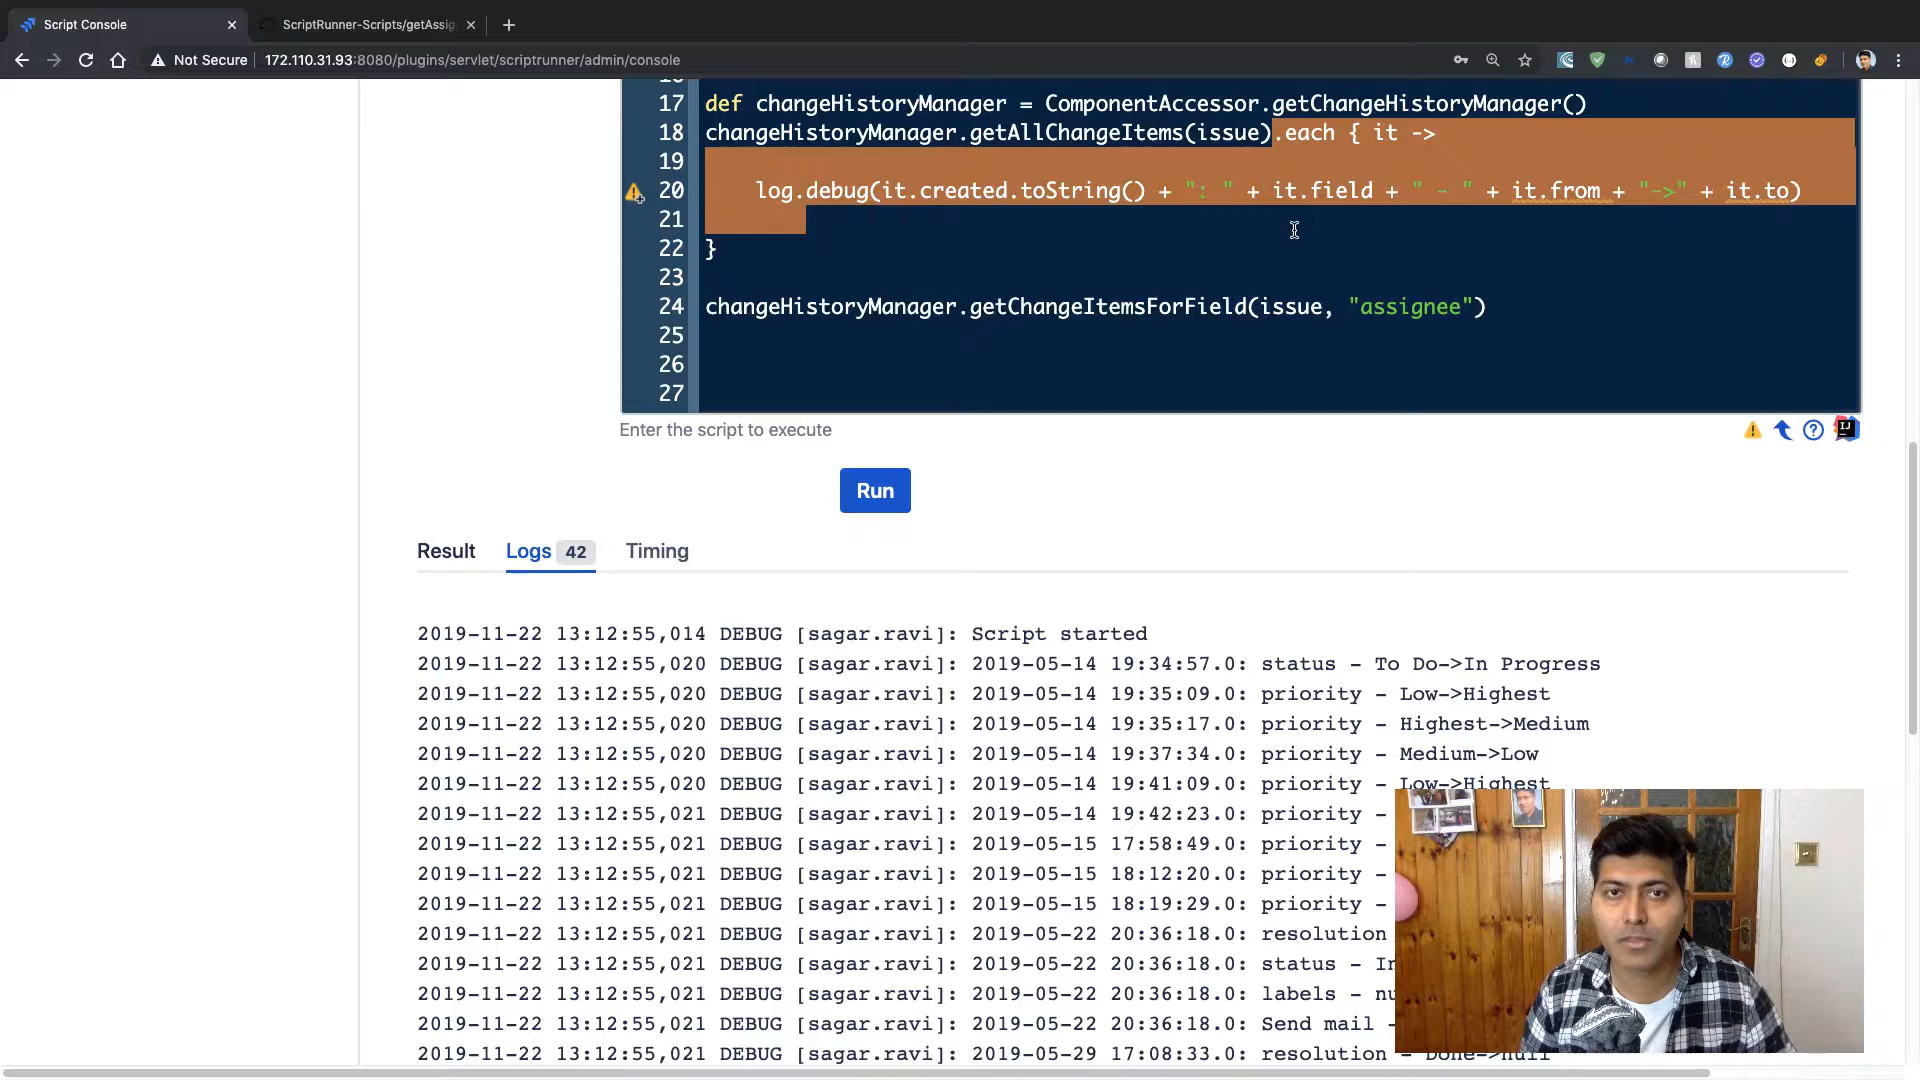 Script Console
ScriptRunner-Scripts/getAssig
Not Secure 172.110.31.93:8080/plugins/servlet/scriptrunner/admin/console
17 def changeHistoryManager = ComponentAccessor.getChangeHistoryManager()
18 changeHistoryManager.getAllChangeItems(issue).each { it ->
19
20 log.debug(it.created.toString() + ": " + it.field + " - " + it.from + "->" + it.to)
21
22 }
23
24 changeHistoryManager.getChangeItemsForField(issue, "assignee")
25
26
27
Enter the script to execute
Run
Result Logs 42 Timing
2019-11-22 13:12:55,014 DEBUG [sagar.ravi]: Script started
2019-11-22 13:12:55,020 DEBUG [sagar.ravi]: 2019-05-14 19:34:57.0: status - To Do->In Progress
2019-11-22 13:12:55,020 DEBUG [sagar.ravi]: 2019-05-14 19:35:09.0: priority - Low->Highest
2019-11-22 13:12:55,020 DEBUG [sagar.ravi]: 2019-05-14 19:35:17.0: priority - Highest->Medium
2019-11-22 13:12:55,020 DEBUG [sagar.ravi]: 2019-05-14 19:37:34.0: priority - Medium->Low
2019-11-22 13:12:55,020 DEBUG [sagar.ravi]: 2019-05-14 19:41:09.0: priority - Low->Highest
2019-11-22 13:12:55,021 DEBUG [sagar.ravi]: 2019-05-14 19:42:23.0: priority -
2019-11-22 13:12:55,021 DEBUG [sagar.ravi]: 2019-05-15 17:58:49.0: priority -
2019-11-22 13:12:55,021 DEBUG [sagar.ravi]: 2019-05-15 18:12:20.0: priority -
2019-11-22 13:12:55,021 DEBUG [sagar.ravi]: 2019-05-15 18:19:29.0: priority -
2019-11-22 13:12:55,021 DEBUG [sagar.ravi]: 2019-05-22 20:36:18.0: resolution
2019-11-22 13:12:55,021 DEBUG [sagar.ravi]: 2019-05-22 20:36:18.0: status - In
2019-11-22 13:12:55,021 DEBUG [sagar.ravi]: 2019-05-22 20:36:18.0: labels - nu
2019-11-22 13:12:55,021 DEBUG [sagar.ravi]: 2019-05-22 20:36:18.0: Send mail -
2019-11-22 13:12:55,021 DEBUG [sagar.ravi]: 2019-05-29 17:08:33.0: resolution - Done->null